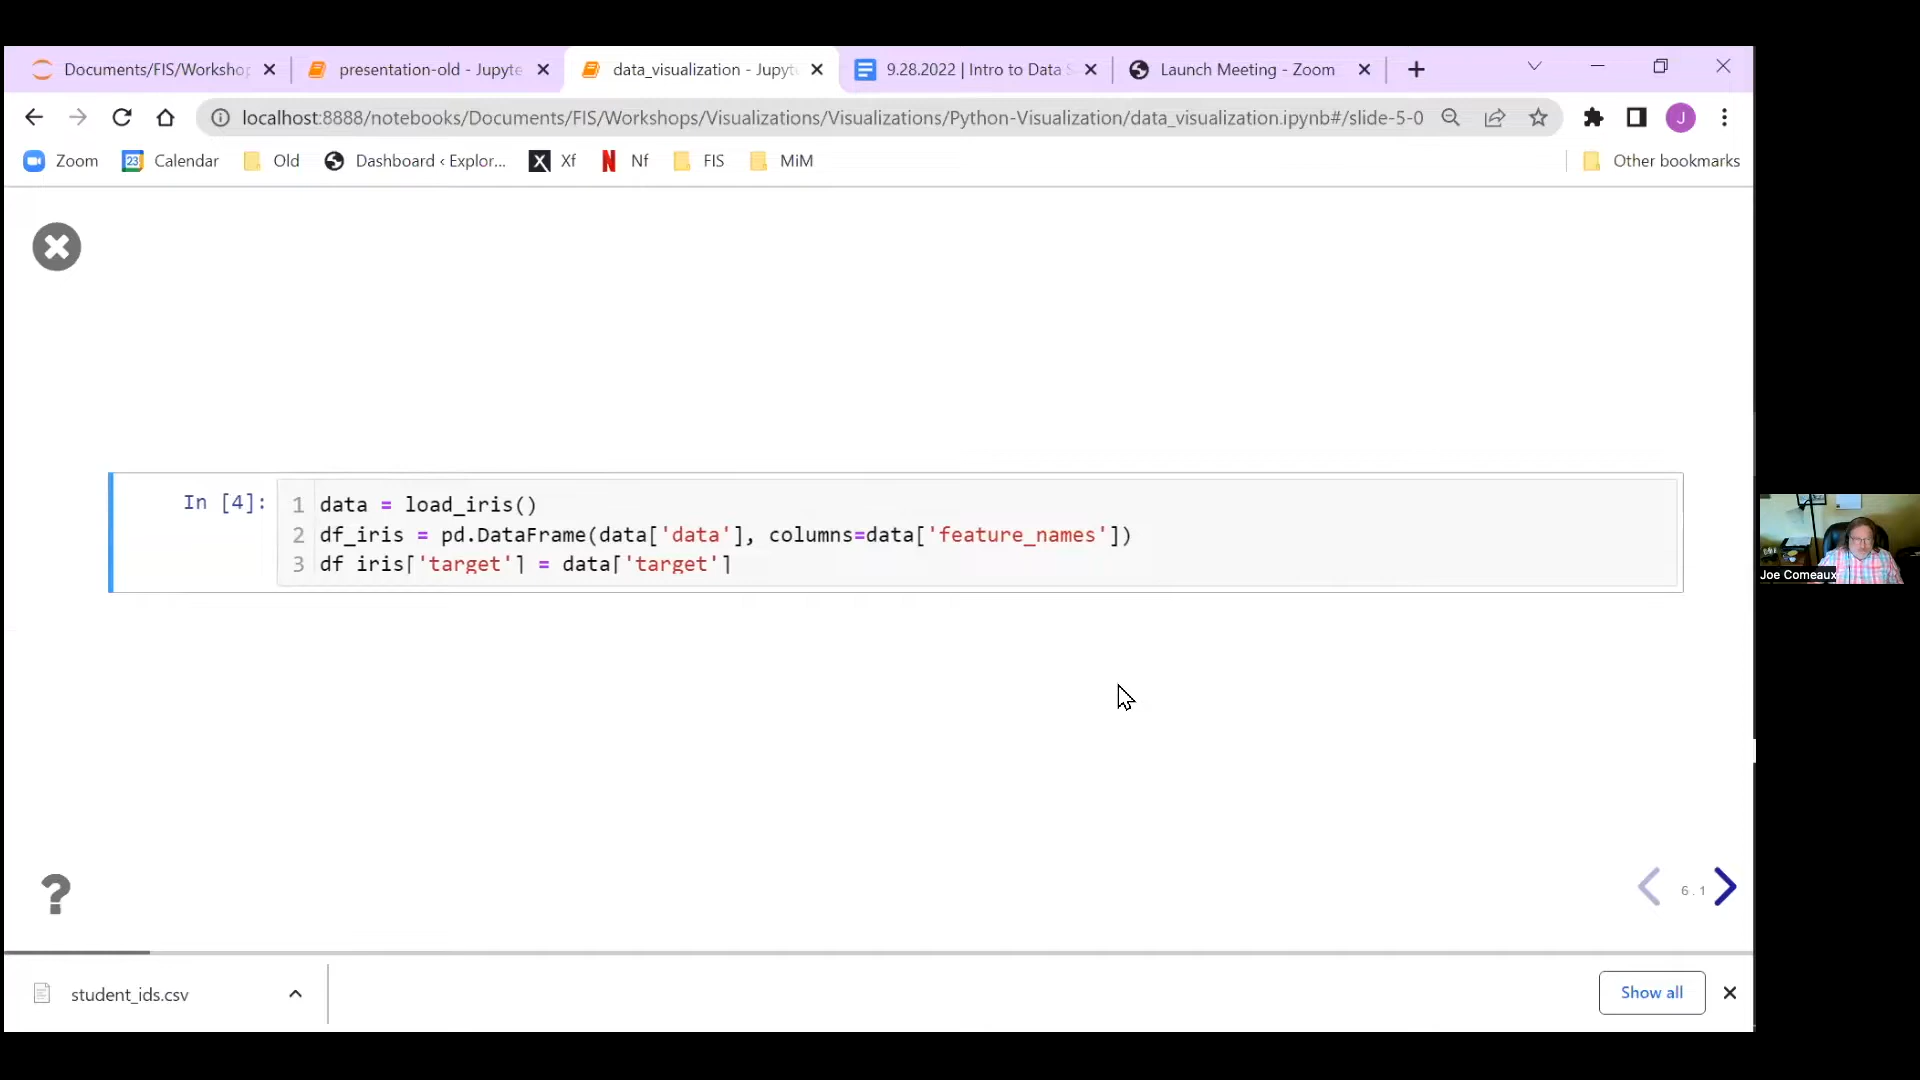 Documents/FIS/Workshop
presentation-old - Jupyte
data_visualization - Jupyt
9.28.2022 | Intro to Data S
Launch Meeting - Zoom
localhost:8888/notebooks/Documents/FIS/Workshops/Visualizations/Visualizations/Python-Visualization/data_visualization.ipynb#/slide-5-0
J
Zoom
23 Calendar
Old
Dashboard ‹ Explor...
X Xf
N Nf
FIS
MiM
Other bookmarks
In [4]:
1 data = load_iris()
2 df_iris = pd.DataFrame(data['data'], columns=data['feature_names'])
3 df_iris['target'] = data['target']
Joe Comeaux
?
6.1
student_ids.csv
Show all